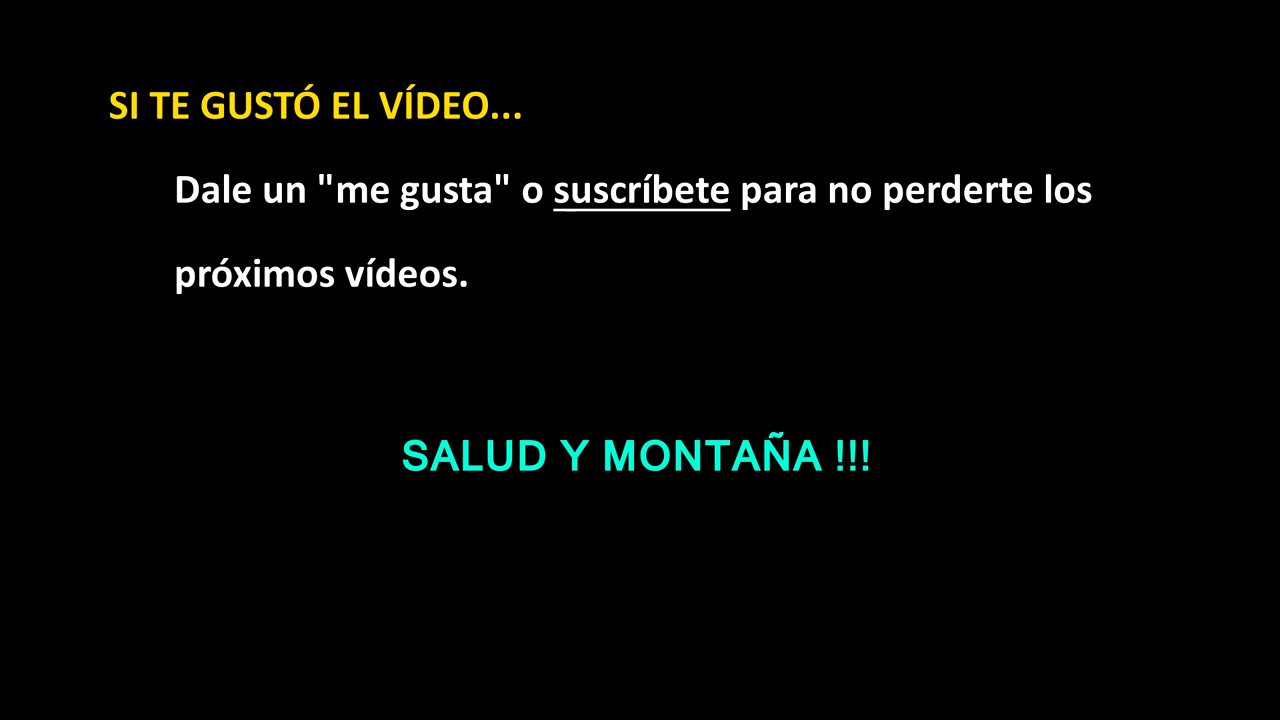 SI TE GUSTÓ EL VÍDEO...
Dale un "me gusta" o suscríbete para no perderte los
próximos vídeos.
SALUD Y MONTAÑA !!!